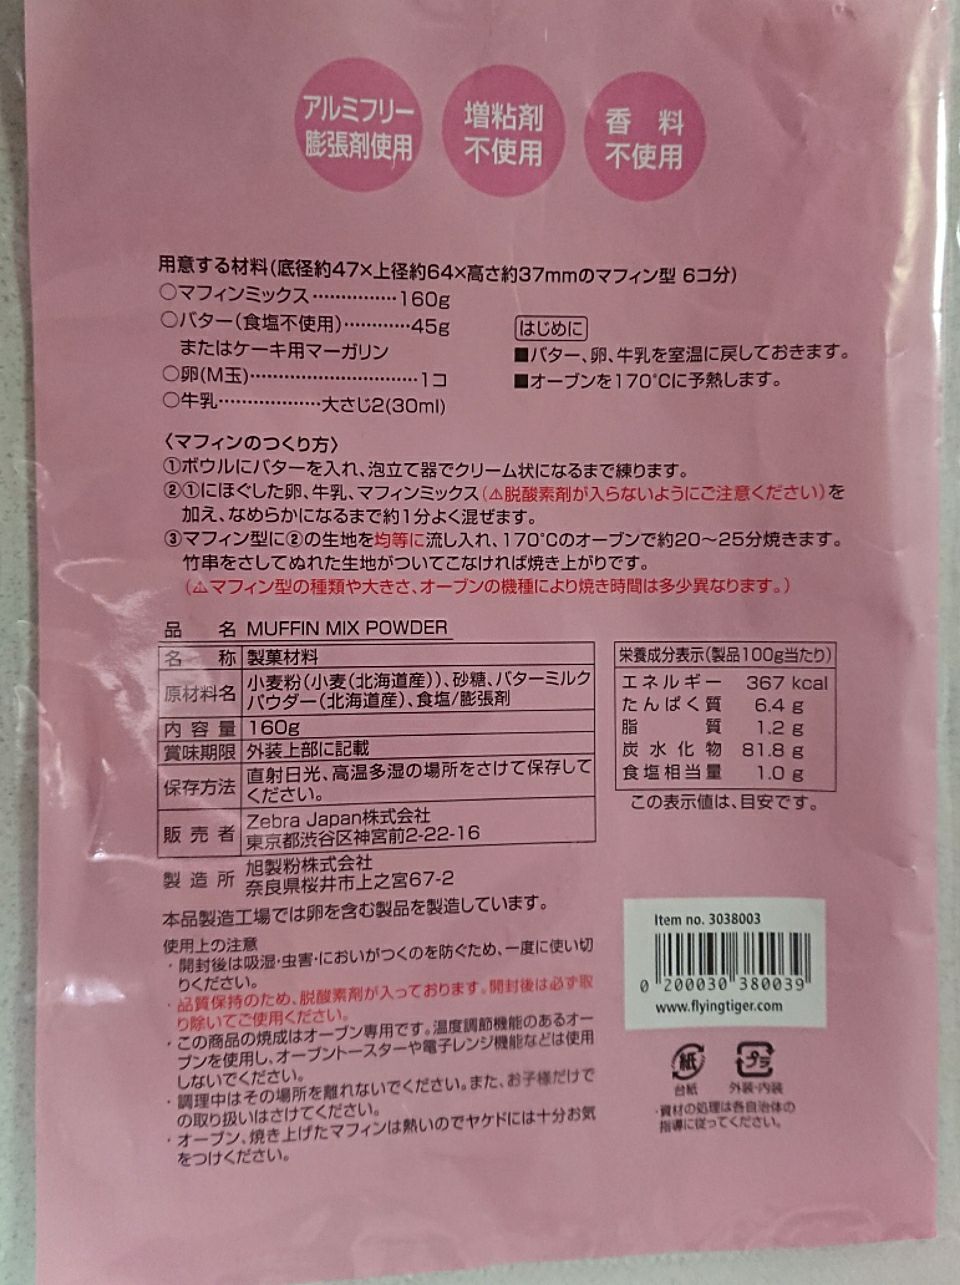 アルミフリー
膨張剤使用
増粘剤
不使用
香料
不使用
用意する材料(底径約47×上径約64×高さ約37mmのマフィン型 6コ分)
○マフィンミックス……………160g
○バター(食塩不使用)…………45g
またはケーキ用マーガリン
○卵(M玉)…………………………1コ
○牛乳………………大さじ2(30ml)
はじめに
■バター、卵、牛乳を室温に戻しておきます。
■オーブンを170℃に予熱します。
〈マフィンのつくり方〉
①ボウルにバターを入れ、泡立て器でクリーム状になるまで練ります。
②①にほぐした卵、牛乳、マフィンミックス(⚠脱酸素剤が入らないようにご注意ください)を
加え、なめらかになるまで約1分よく混ぜます。
③マフィン型に②の生地を均等に流し入れ、170℃のオーブンで約20〜25分焼きます。
竹串をさしてぬれた生地がついてこなければ焼き上がりです。
(⚠マフィン型の種類や大きさ、オーブンの機種により焼き時間は多少異なります。)
品名 MUFFIN MIX POWDER
名称 製菓材料
原材料名 小麦粉(小麦(北海道産))、砂糖、バターミルク
パウダー(北海道産)、食塩/膨張剤
内容量 160g
賞味期限 外装上部に記載
保存方法 直射日光、高温多湿の場所をさけて保存して
ください。
販売者 Zebra Japan株式会社
東京都渋谷区神宮前2-22-16
製造所 旭製粉株式会社
奈良県桜井市上之宮67-2
栄養成分表示(製品100g当たり)
エネルギー 367 kcal
たんぱく質 6.4 g
脂質 1.2 g
炭水化物 81.8 g
食塩相当量 1.0 g
この表示値は、目安です。
本品製造工場では卵を含む製品を製造しています。
使用上の注意
・開封後は吸湿・虫害・においがつくのを防ぐため、一度に使い切
りください。
・品質保持のため、脱酸素剤が入っております。開封後は必ず取
り除いてご使用ください。
・この商品の焼成はオーブン専用です。温度調節機能のあるオー
ブンを使用し、オーブントースターや電子レンジ機能などは使用
しないでください。
・調理中はその場所を離れないでください。また、お子様だけで
の取り扱いはさけてください。
・オーブン、焼き上げたマフィンは熱いのでヤケドには十分お気
をつけください。
Item no. 3038003
0 200030 380039
www.flyingtiger.com
紙
台紙
プラ
外装・内装
・資材の処理は各自治体の
指導に従ってください。